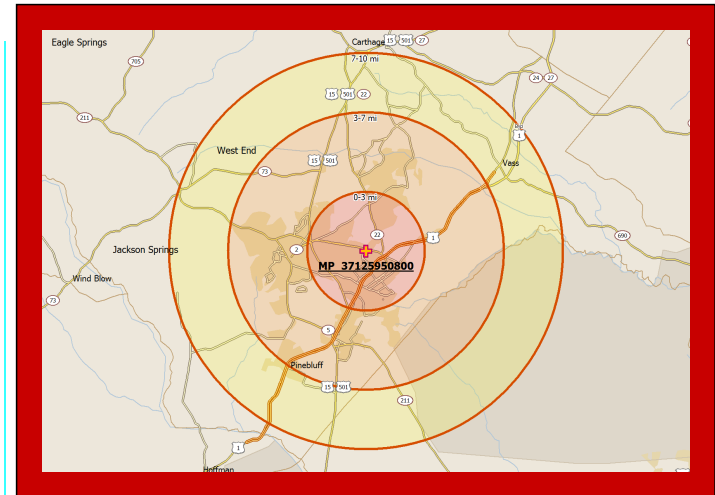 Eagle Springs
Carthage
15 501 27
7-10 mi
705
24 27
15 501 22
211
3-7 mi
1
West End
15 501
Vass
73
0-3 mi
22
1
690
Jackson Springs
2
MP_37125950800
Wind Blow
73
5
Pinebluff
15 501
211
1
Hoffman